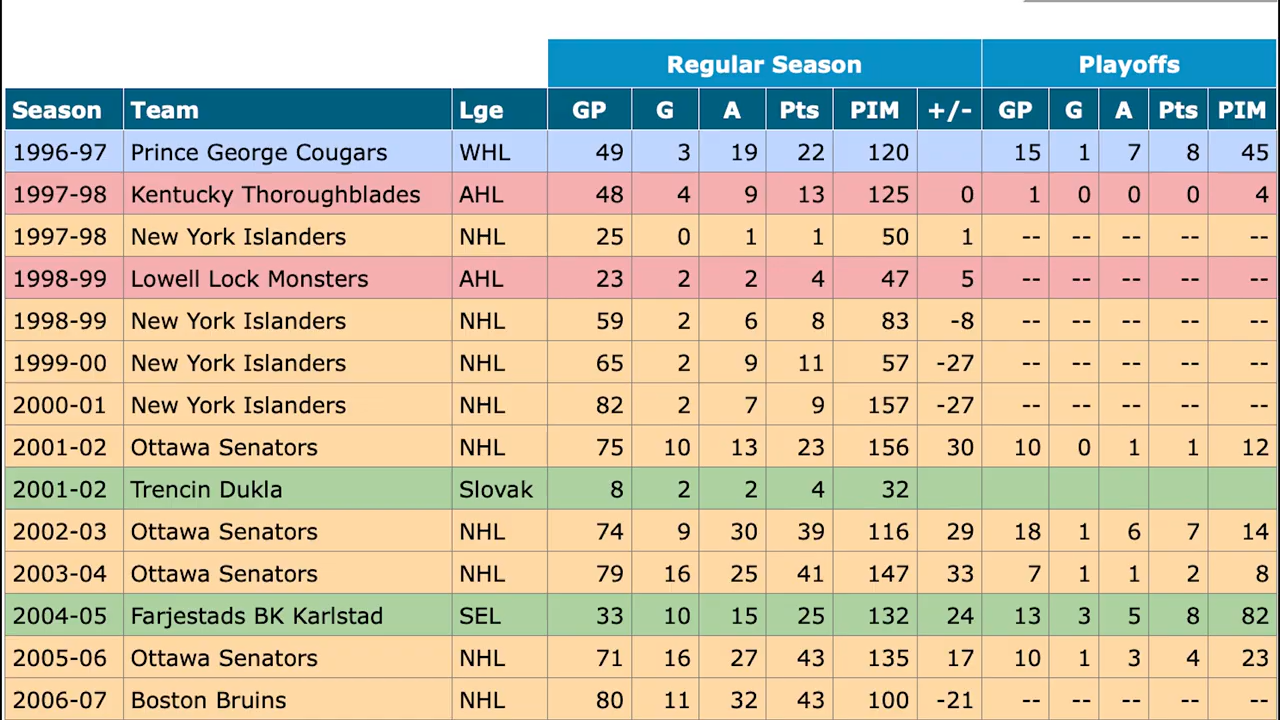 Regular Season Playoffs
Season Team Lge GP G A Pts PIM +/- GP G A Pts PIM
1996-97 Prince George Cougars WHL 49 3 19 22 120 15 1 7 8 45
1997-98 Kentucky Thoroughblades AHL 48 4 9 13 125 0 1 0 0 0 4
1997-98 New York Islanders NHL 25 0 1 1 50 1 -- -- -- -- --
1998-99 Lowell Lock Monsters AHL 23 2 2 4 47 5 -- -- -- -- --
1998-99 New York Islanders NHL 59 2 6 8 83 -8 -- -- -- -- --
1999-00 New York Islanders NHL 65 2 9 11 57 -27 -- -- -- -- --
2000-01 New York Islanders NHL 82 2 7 9 157 -27 -- -- -- -- --
2001-02 Ottawa Senators NHL 75 10 13 23 156 30 10 0 1 1 12
2001-02 Trencin Dukla Slovak 8 2 2 4 32
2002-03 Ottawa Senators NHL 74 9 30 39 116 29 18 1 6 7 14
2003-04 Ottawa Senators NHL 79 16 25 41 147 33 7 1 1 2 8
2004-05 Farjestads BK Karlstad SEL 33 10 15 25 132 24 13 3 5 8 82
2005-06 Ottawa Senators NHL 71 16 27 43 135 17 10 1 3 4 23
2006-07 Boston Bruins NHL 80 11 32 43 100 -21 -- -- -- -- --